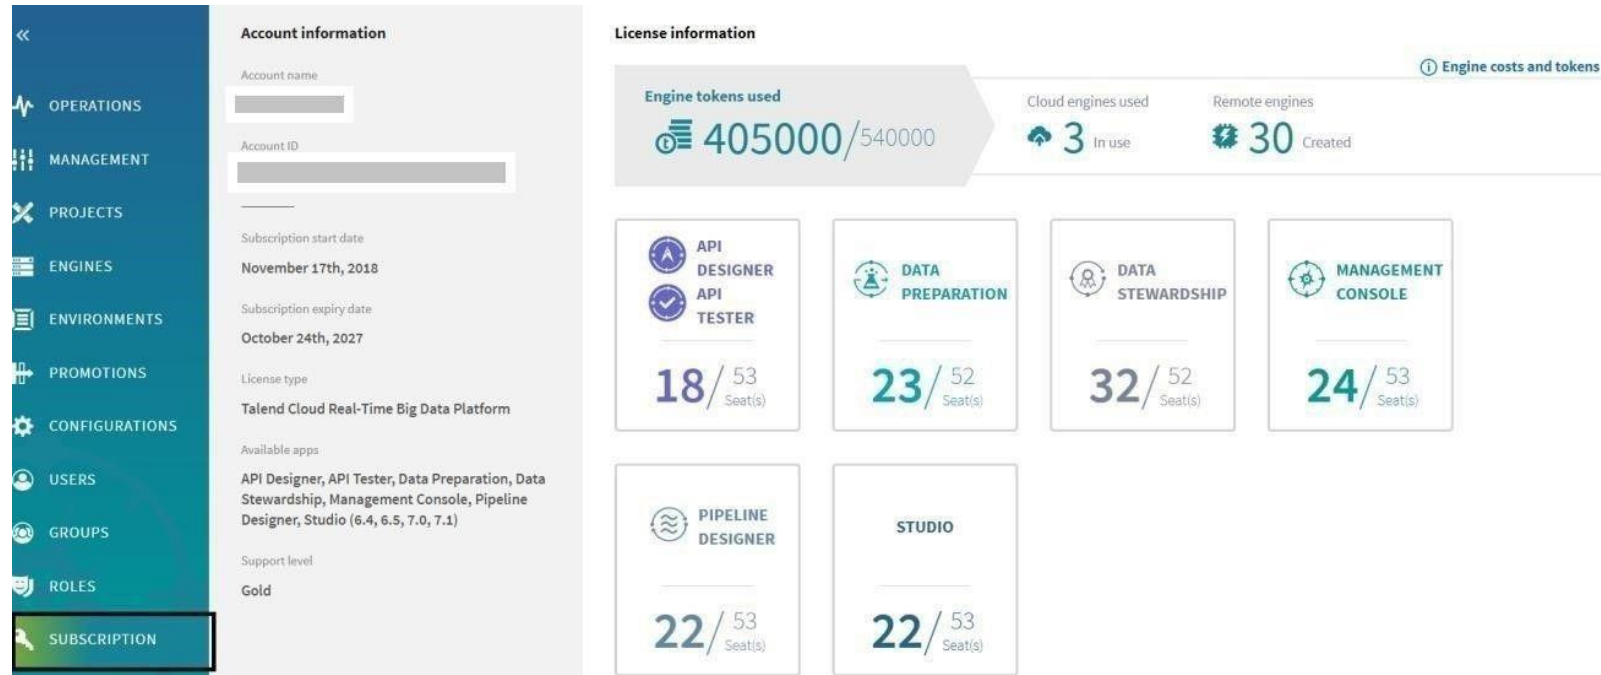 «
OPERATIONS
MANAGEMENT
PROJECTS
ENGINES
ENVIRONMENTS
PROMOTIONS
CONFIGURATIONS
USERS
GROUPS
ROLES
SUBSCRIPTION
Account information
Account name
Account ID
Subscription start date
November 17th, 2018
Subscription expiry date
October 24th, 2027
License type
Talend Cloud Real-Time Big Data Platform
Available apps
API Designer, API Tester, Data Preparation, Data
Stewardship, Management Console, Pipeline
Designer, Studio (6.4, 6.5, 7.0, 7.1)
Support level
Gold
License information
Engine costs and tokens
Engine tokens used
405000/540000
Cloud engines used
3 In use
Remote engines
30 Created
API
DESIGNER
API
TESTER
18/53
Seat(s)
DATA
PREPARATION
23/52
Seat(s)
DATA
STEWARDSHIP
32/52
Seat(s)
MANAGEMENT
CONSOLE
24/53
Seat(s)
PIPELINE
DESIGNER
22/53
Seat(s)
STUDIO
22/53
Seat(s)